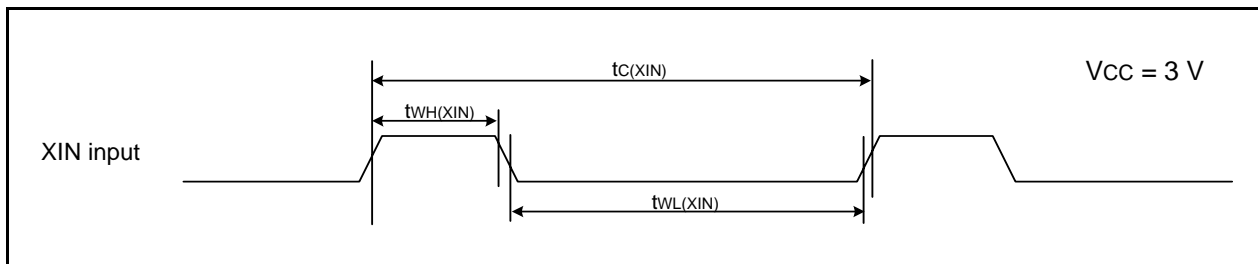 tC(XIN)
VCC = 3 V
tWH(XIN)
XIN input
tWL(XIN)